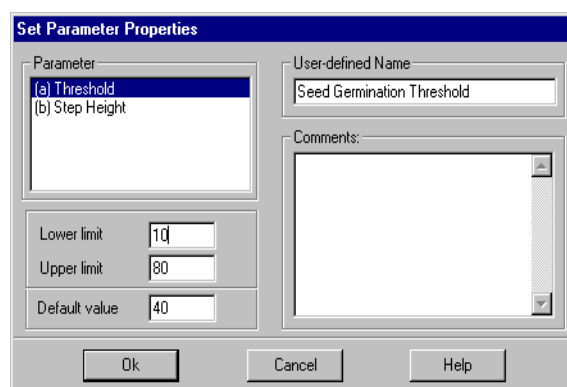 Set Parameter Properties
Parameter
(a) Threshold
(b) Step Height
User-defined Name
Seed Germination Threshold
Comments:
Lower limit 10
Upper limit 80
Default value 40
Ok Cancel Help